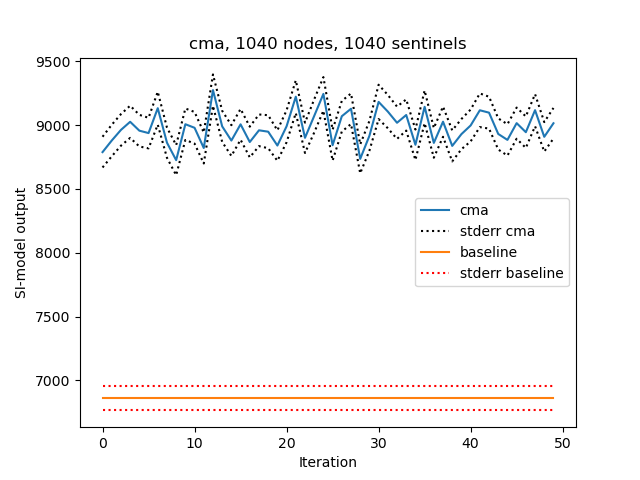 cma, 1040 nodes, 1040 sentinels
9500
9000
8500
8000
7500
7000
SI-model output
cma
stderr cma
baseline
stderr baseline
0
10
20
30
40
50
Iteration